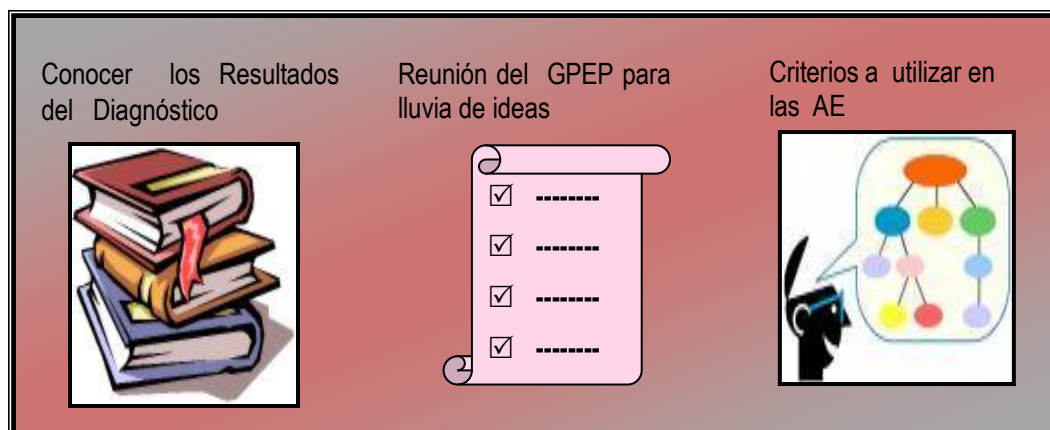 Conocer los Resultados
del Diagnóstico
Reunión del GPEP para
lluvia de ideas
Criterios a utilizar en
las AE
☑ --------
☑ --------
☑ --------
☑ --------